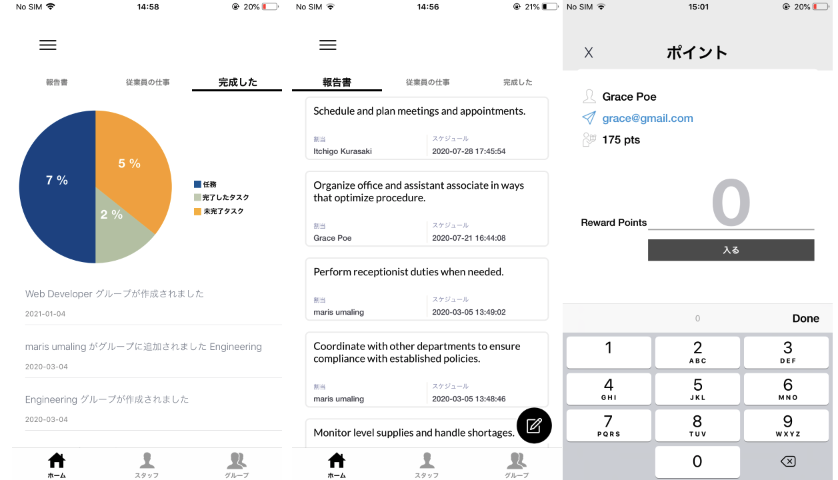 No SIM 14:58 20%
報告書 従業員の仕事 完成した
7 %
5 %
2 %
任務
完了したタスク
未完了タスク
Web Developer グループが作成されました
2021-01-04
maris umaling がグループに追加されました Engineering
2020-03-04
Engineering グループが作成されました
2020-03-04
ホーム スタッフ グループ
No SIM 14:56 21%
報告書 従業員の仕事 完成した
Schedule and plan meetings and appointments.
割当 スケジュール
Itchigo Kurasaki 2020-07-28 17:45:54
Organize office and assistant associate in ways
that optimize procedure.
割当 スケジュール
Grace Poe 2020-07-21 16:44:08
Perform receptionist duties when needed.
割当 スケジュール
maris umaling 2020-03-05 13:49:02
Coordinate with other departments to ensure
compliance with established policies.
割当 スケジュール
maris umaling 2020-03-05 13:48:46
Monitor level supplies and handle shortages.
ホーム スタッフ グループ
No SIM 15:01 20%
X ポイント
Grace Poe
grace@gmail.com
175 pts
0
Reward Points
入る
0 Done
1 2 3
ABC DEF
4 5 6
GHI JKL MNO
7 8 9
PQRS TUV WXYZ
0